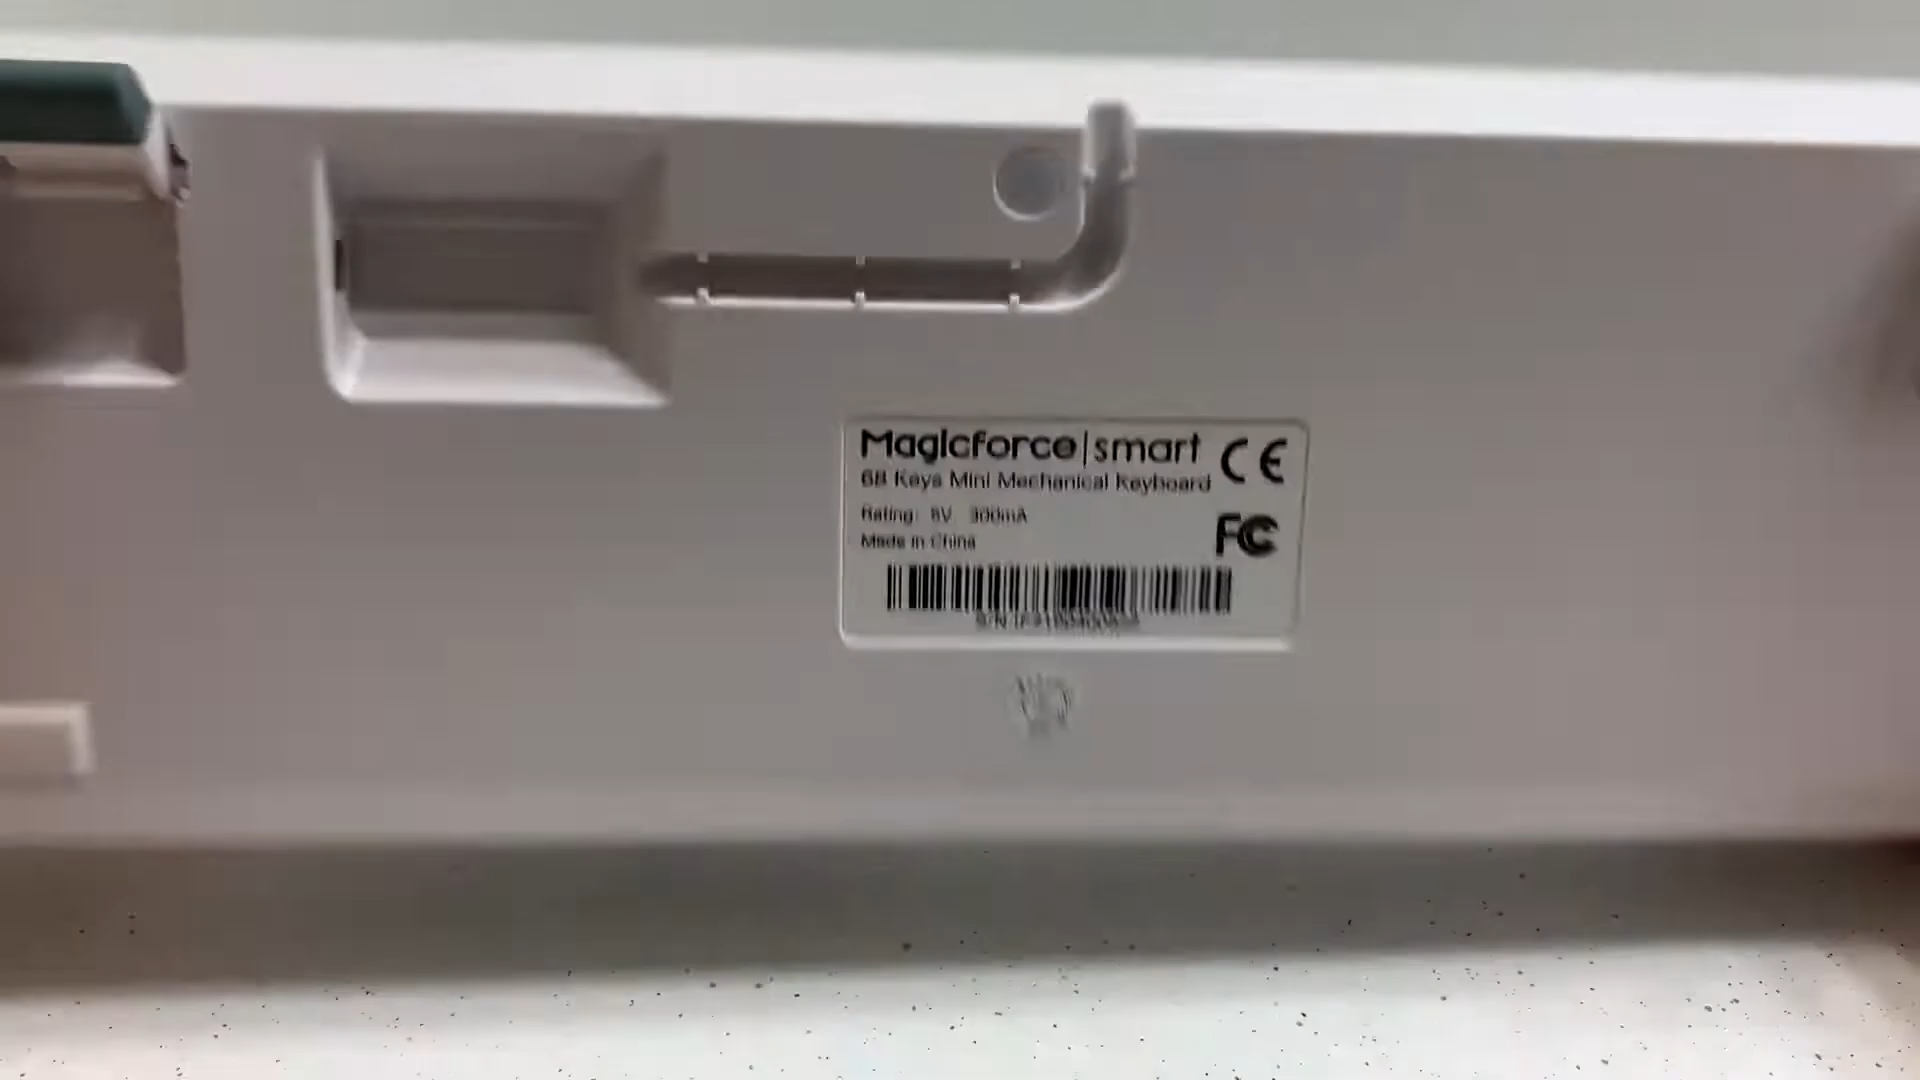 Magicforce|smart CE
68 Keys Mini Mechanical Keyboard
Rating: 5V 300mA
FC
Made in China
S/N